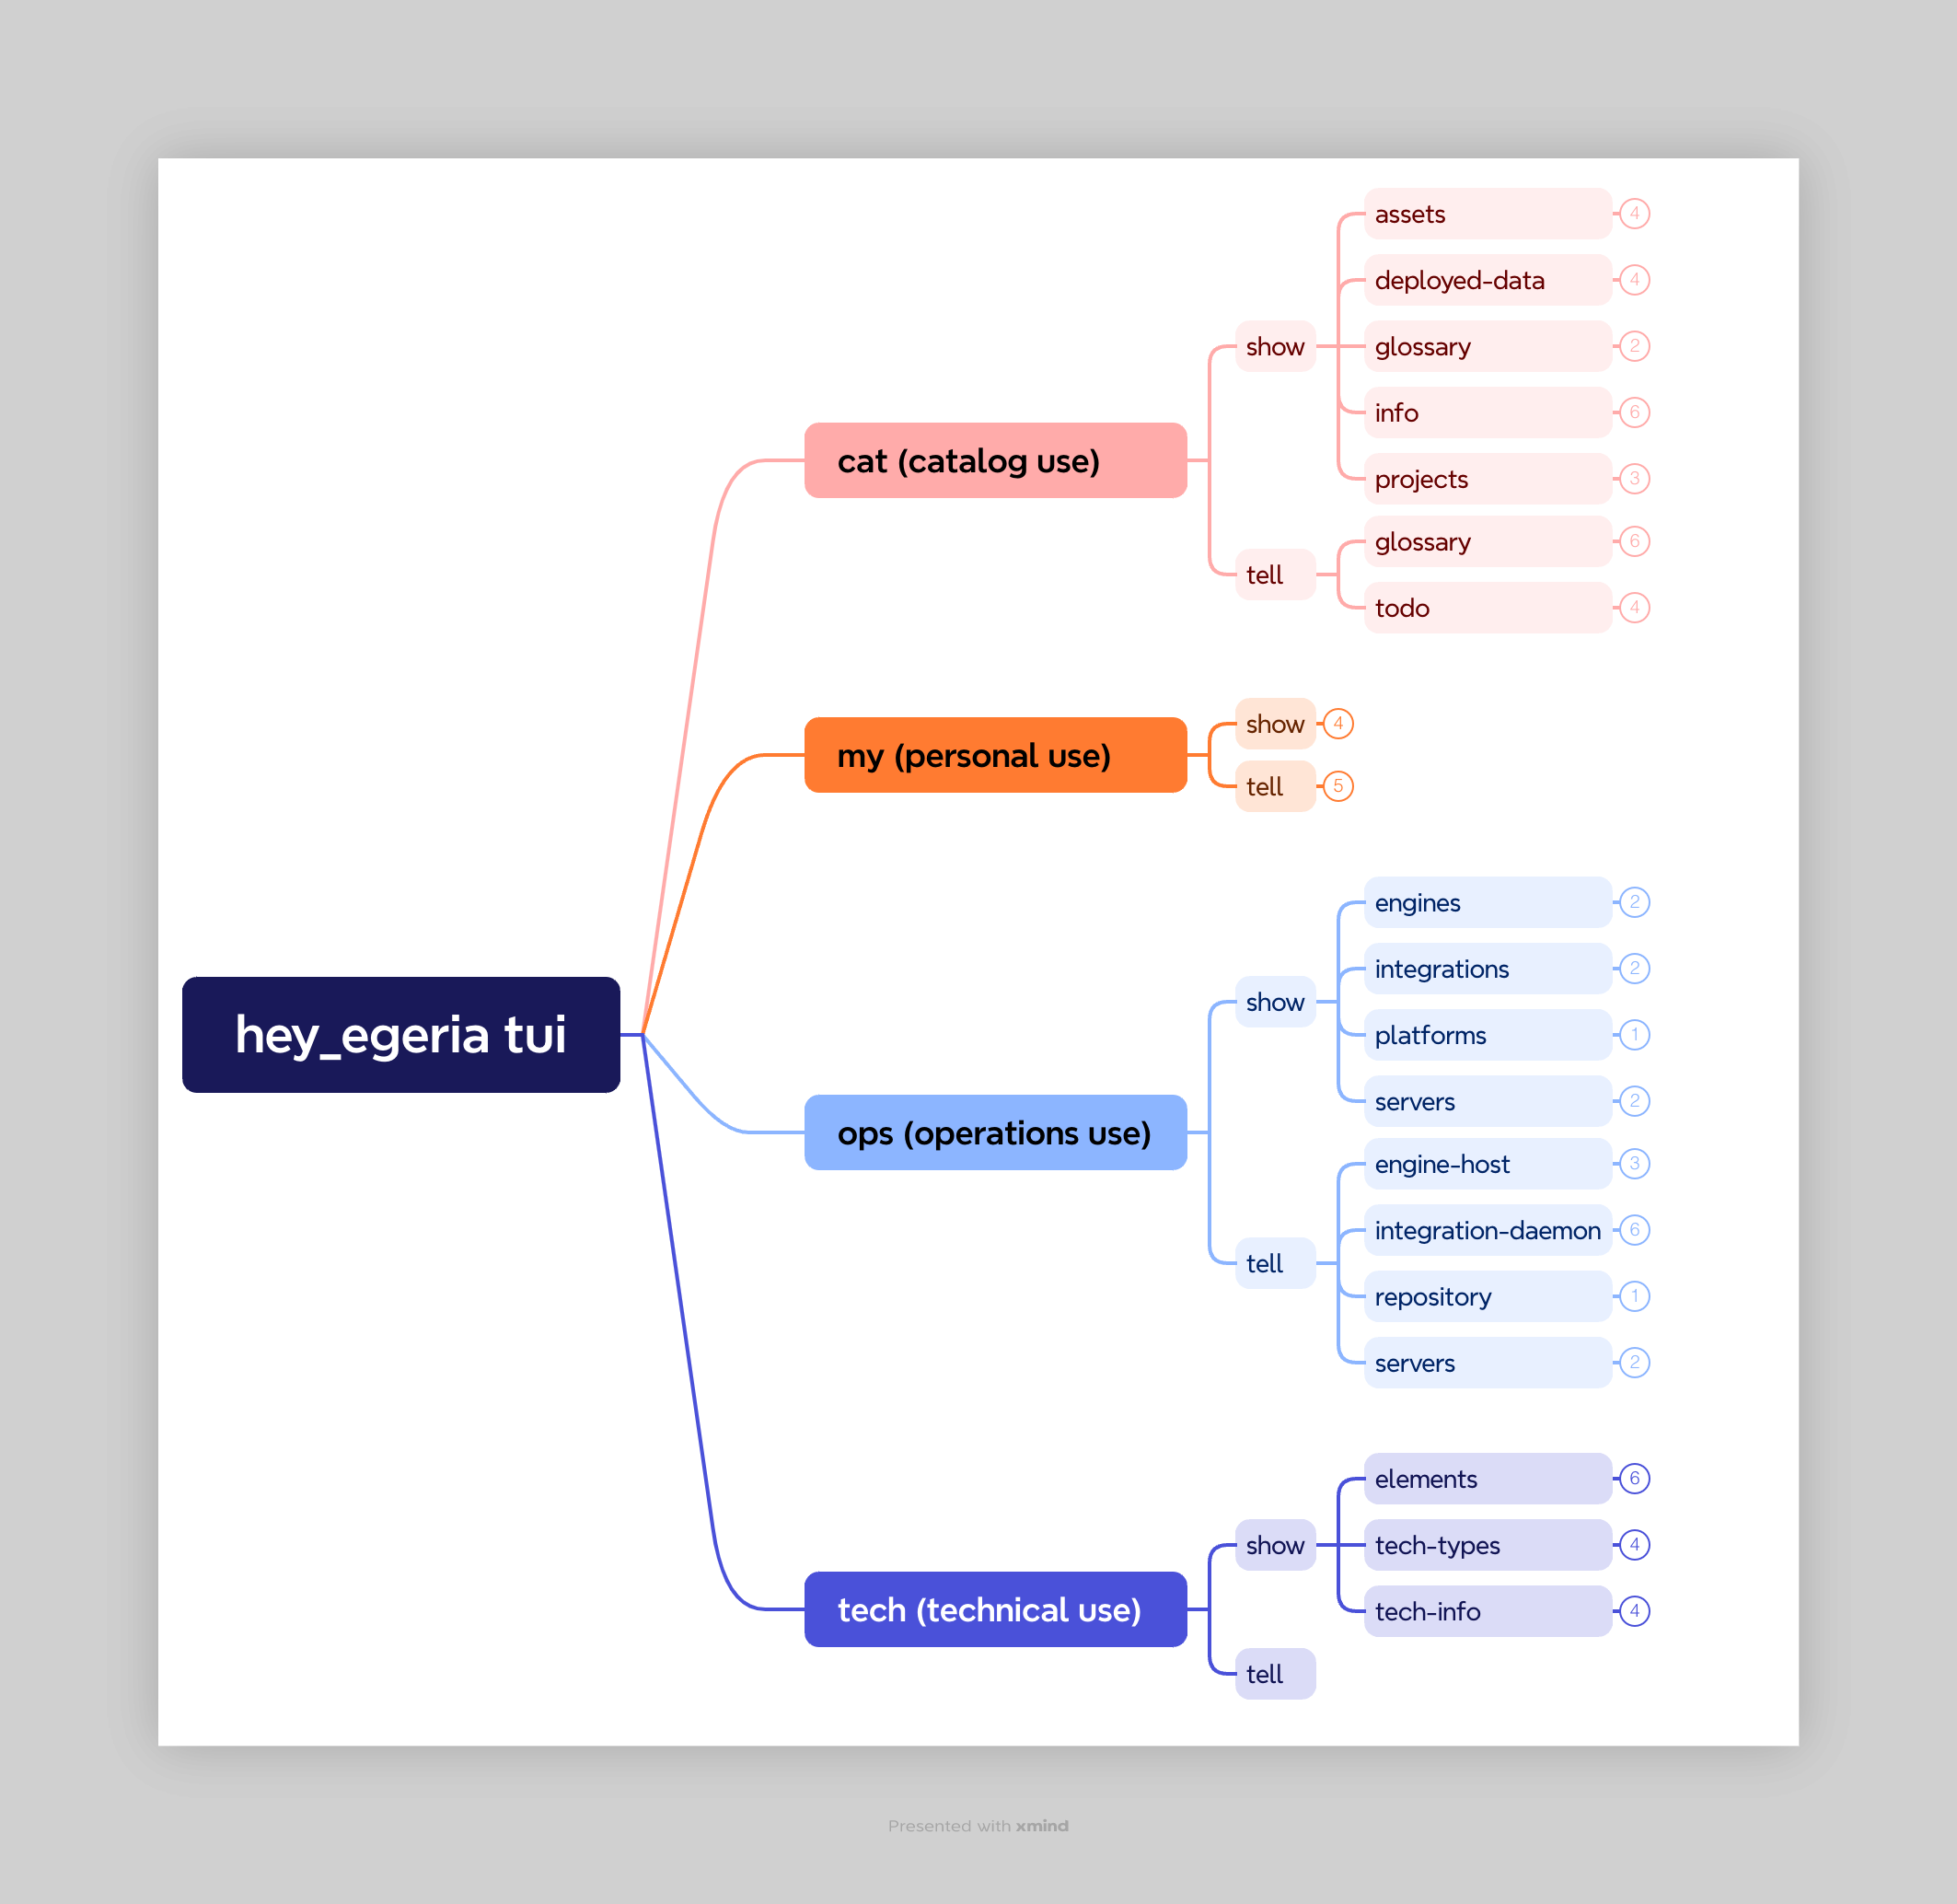 hey_egeria tui
cat (catalog use)
show
assets
4
deployed-data
4
glossary
2
info
6
projects
3
tell
glossary
6
todo
4
my (personal use)
show
4
tell
5
ops (operations use)
show
engines
2
integrations
2
platforms
1
servers
2
tell
engine-host
3
integration-daemon
6
repository
1
servers
2
tech (technical use)
show
elements
6
tech-types
4
tech-info
4
tell
Presented with xmind